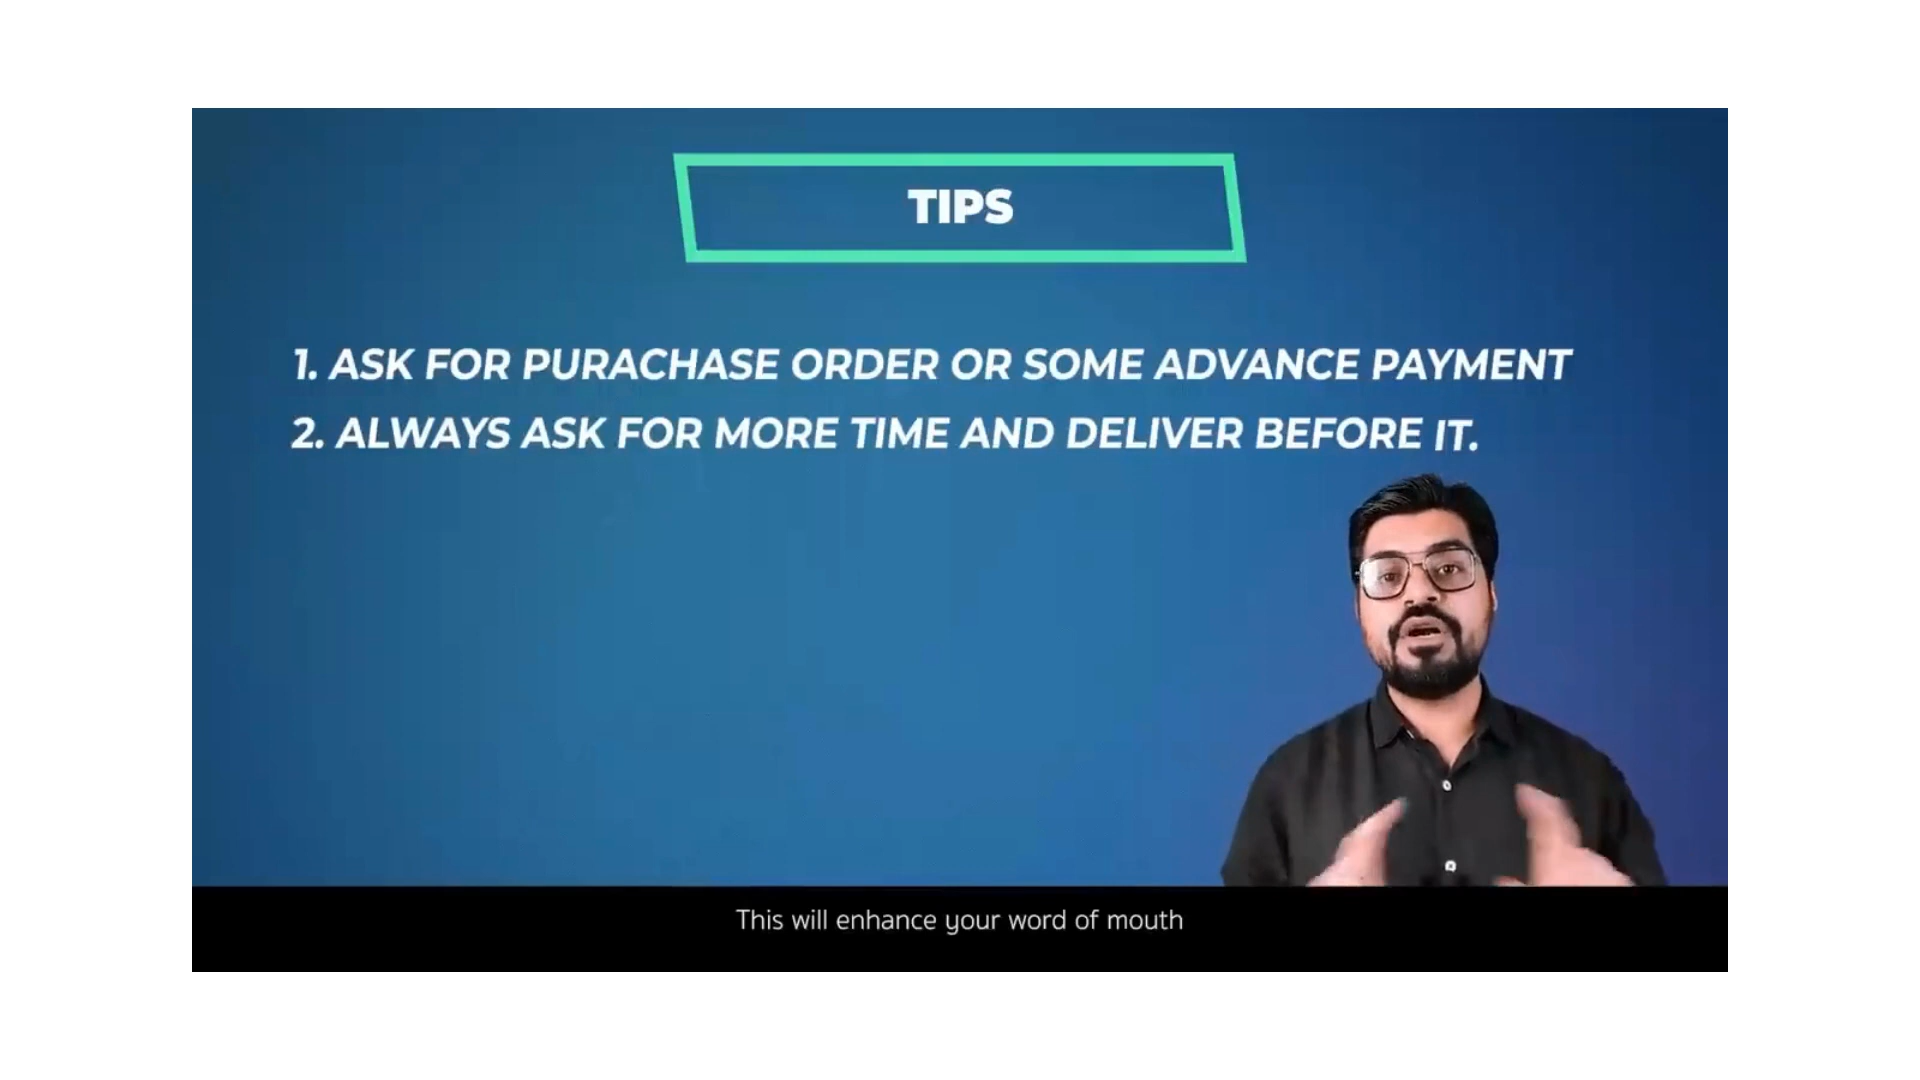 TIPS
1. ASK FOR PURACHASE ORDER OR SOME ADVANCE PAYMENT
2. ALWAYS ASK FOR MORE TIME AND DELIVER BEFORE IT.
This will enhance your word of mouth